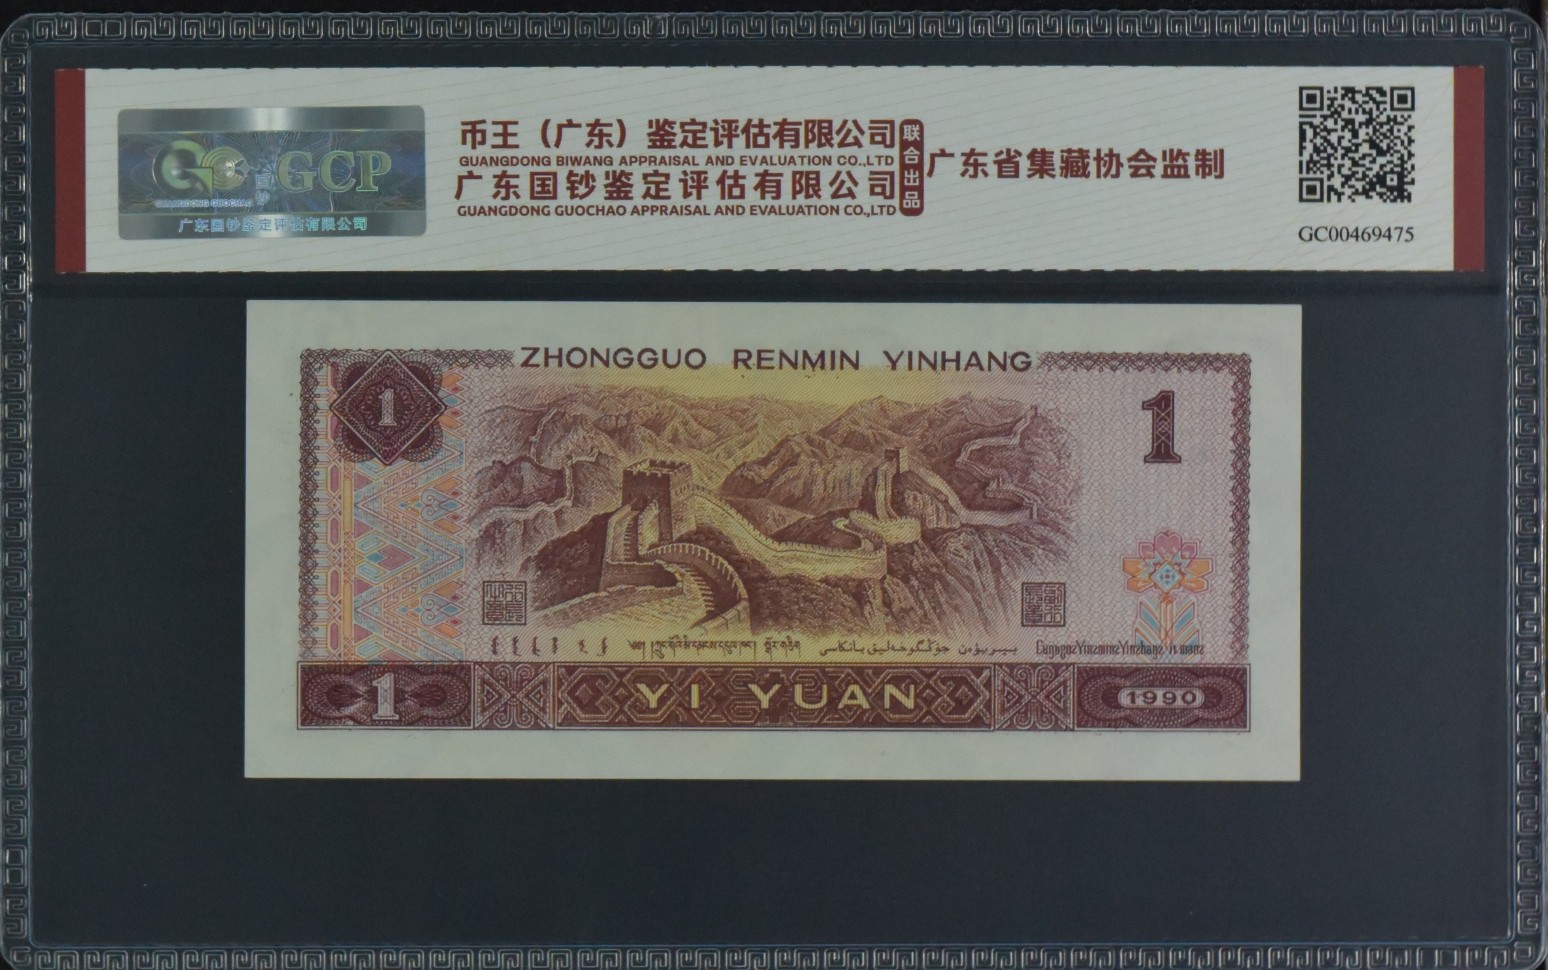 GCP
GUANGDONG GUOCHAO
广东国钞鉴定评估有限公司
币王（广东）鉴定评估有限公司
GUANGDONG BIWANG APPRAISAL AND EVALUATION CO.,LTD
广东国钞鉴定评估有限公司
GUANGDONG GUOCHAO APPRAISAL AND EVALUATION CO.,LTD
联合出品
广东省集藏协会监制
GC00469475
ZHONGGUO RENMIN YINHANG
1
1
1
YI YUAN
1990